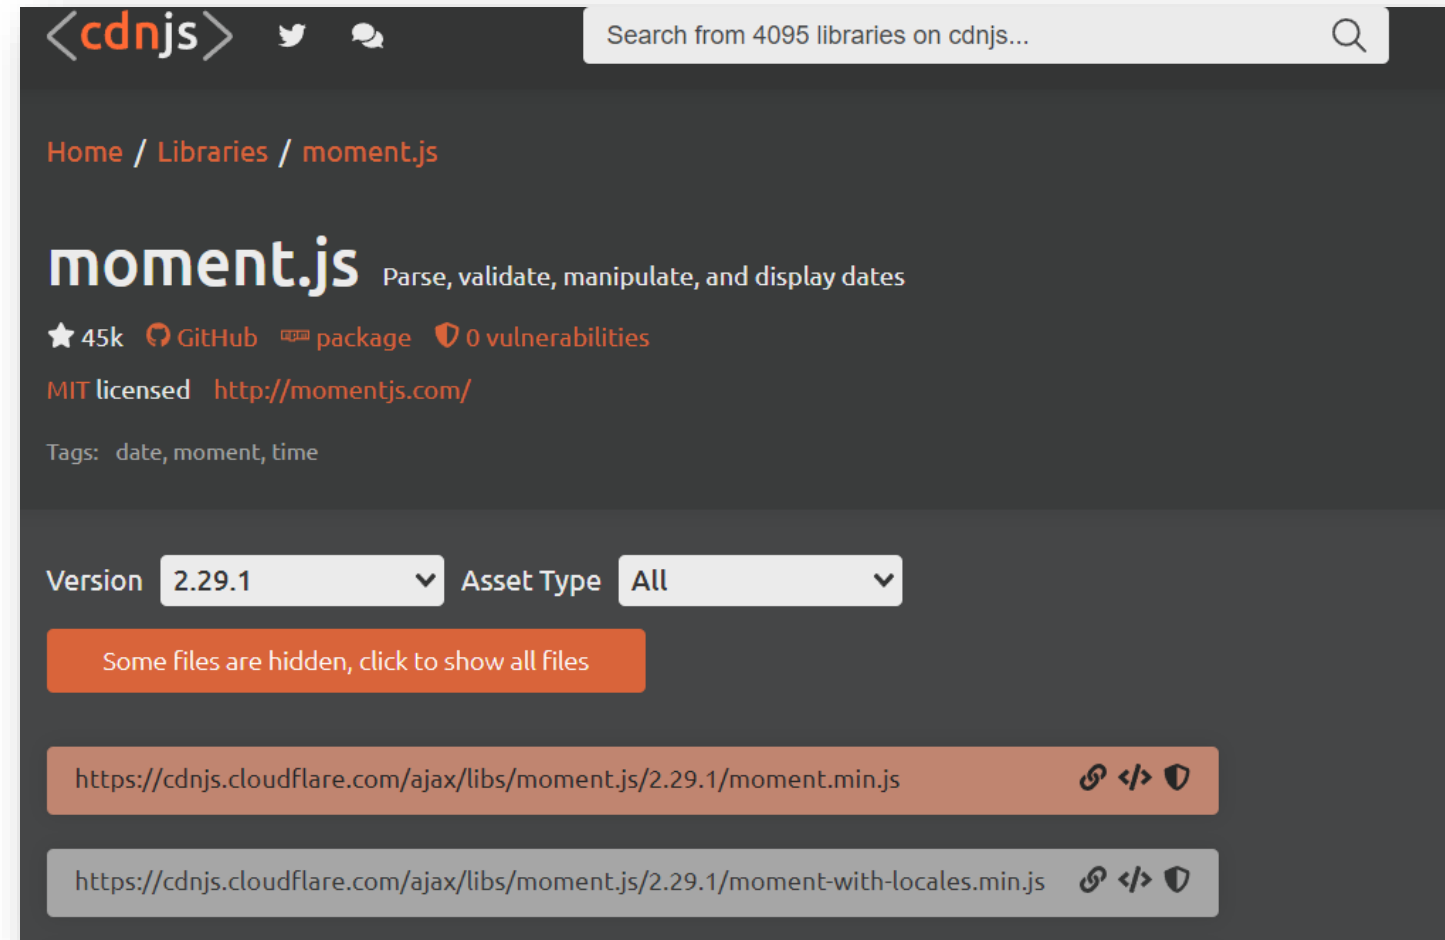 <cdnjs>
Search from 4095 libraries on cdnjs...
Home / Libraries / moment.js
moment.js Parse, validate, manipulate, and display dates
45k GitHub npm package 0 vulnerabilities
MIT licensed http://momentjs.com/
Tags: date, moment, time
Version 2.29.1 Asset Type All
Some files are hidden, click to show all files
https://cdnjs.cloudflare.com/ajax/libs/moment.js/2.29.1/moment.min.js </>
https://cdnjs.cloudflare.com/ajax/libs/moment.js/2.29.1/moment-with-locales.min.js </>